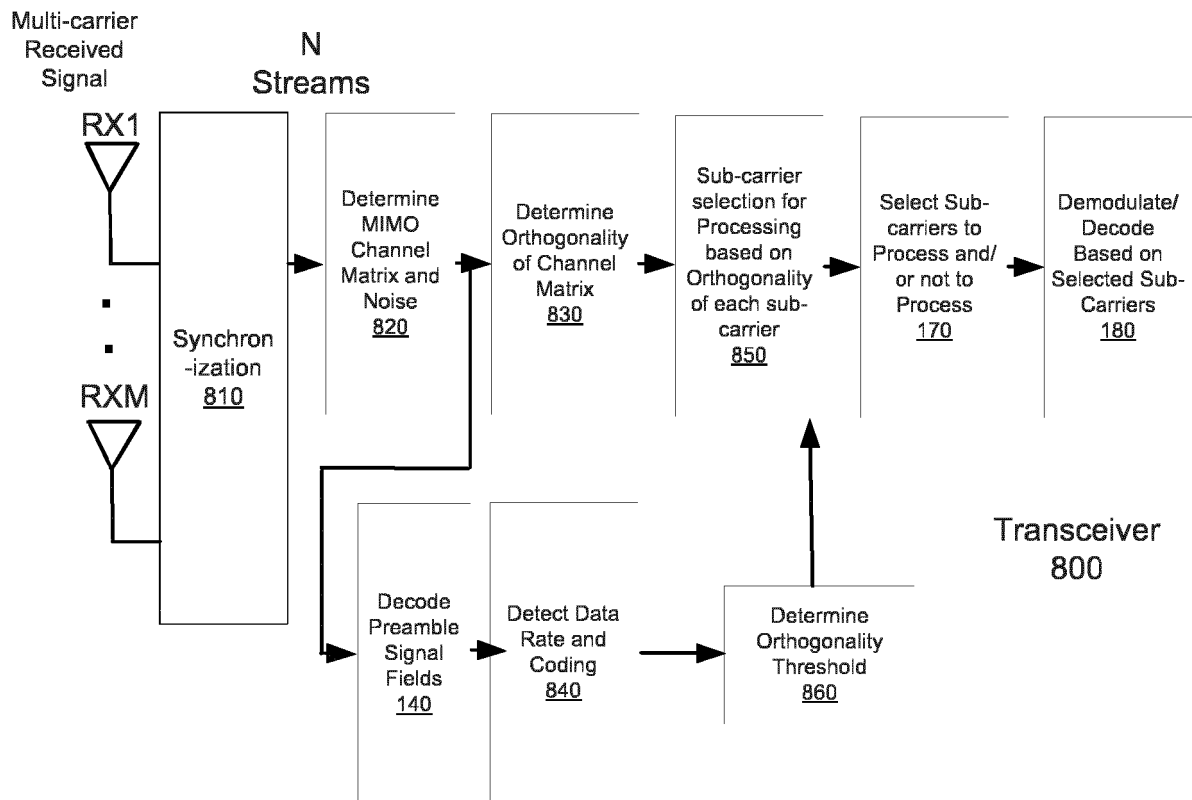 Multi-carrier
Received
Signal
N
Streams
RX1
RXM
Synchron
-ization
810
Determine
MIMO
Channel
Matrix and
Noise
820
Determine
Orthogonality
of Channel
Matrix
830
Sub-carrier
selection for
Processing
based on
Orthogonality
of each sub-
carrier
850
Select Sub-
carriers to
Process and/
or not to
Process
170
Demodulate/
Decode
Based on
Selected Sub-
Carriers
180
Decode
Preamble
Signal
Fields
140
Detect Data
Rate and
Coding
840
Determine
Orthogonality
Threshold
860
Transceiver
800